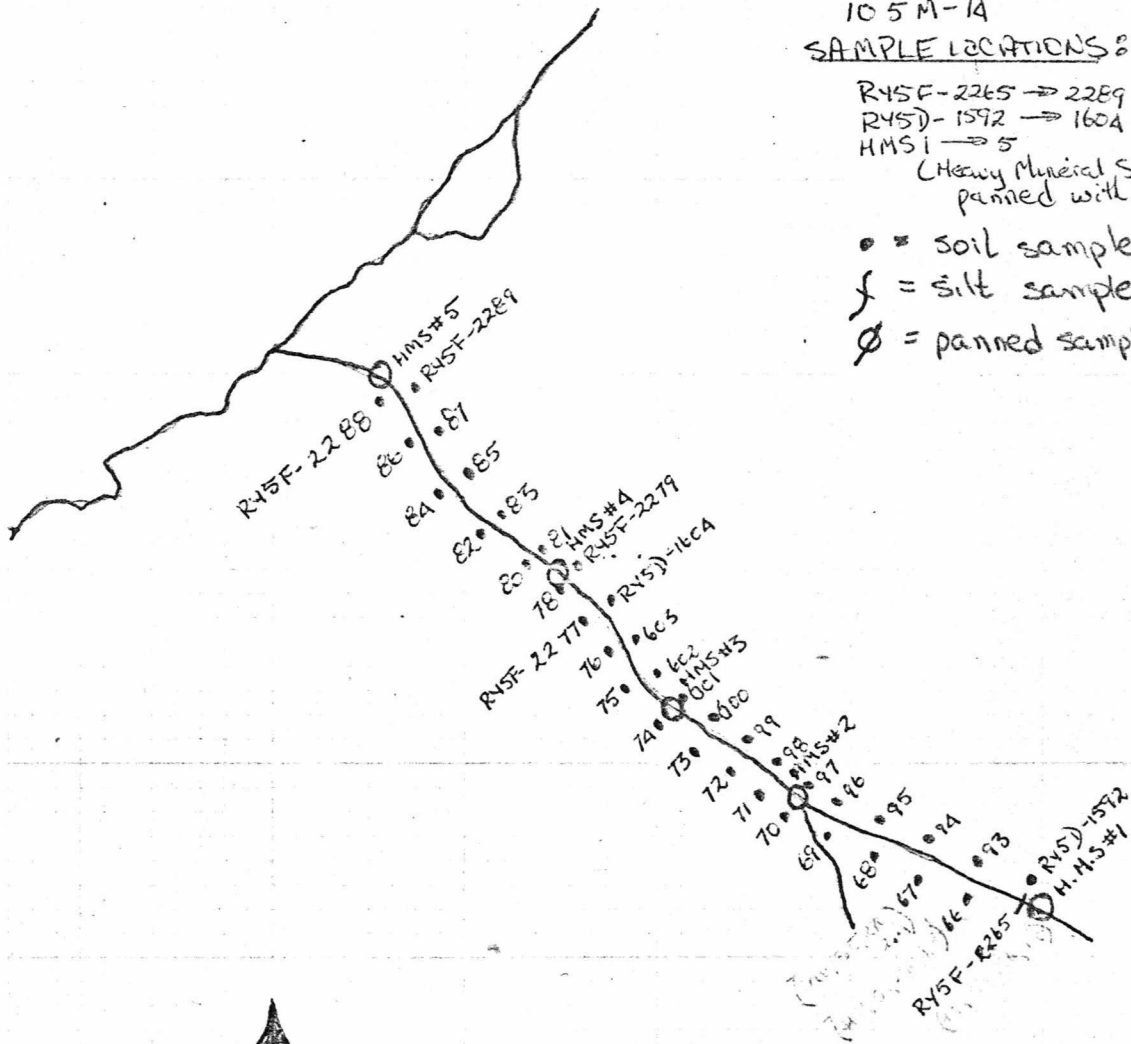 105M-14
SAMPLE LOCATIONS:
RY5F-2265 → 2289
RY5D-1592 → 1604
HMS1 → 5
(Heavy Mineral S
panned with
• = soil sample
= silt sample
Ø = panned samp
HMS#5
RY5F-2289
RY5F-2288
87
86
85
84
83
82
81
80
HMS#4
RY5F-2279
78
RY5D-1604
RY5F-2277
603
76
602
75
HMS#3
601
74
600
73
99
72
98
HMS#2
71
97
70
96
69
95
68
94
67
93
66
RY5D-1592
H.M.S#1
RY5F-2265